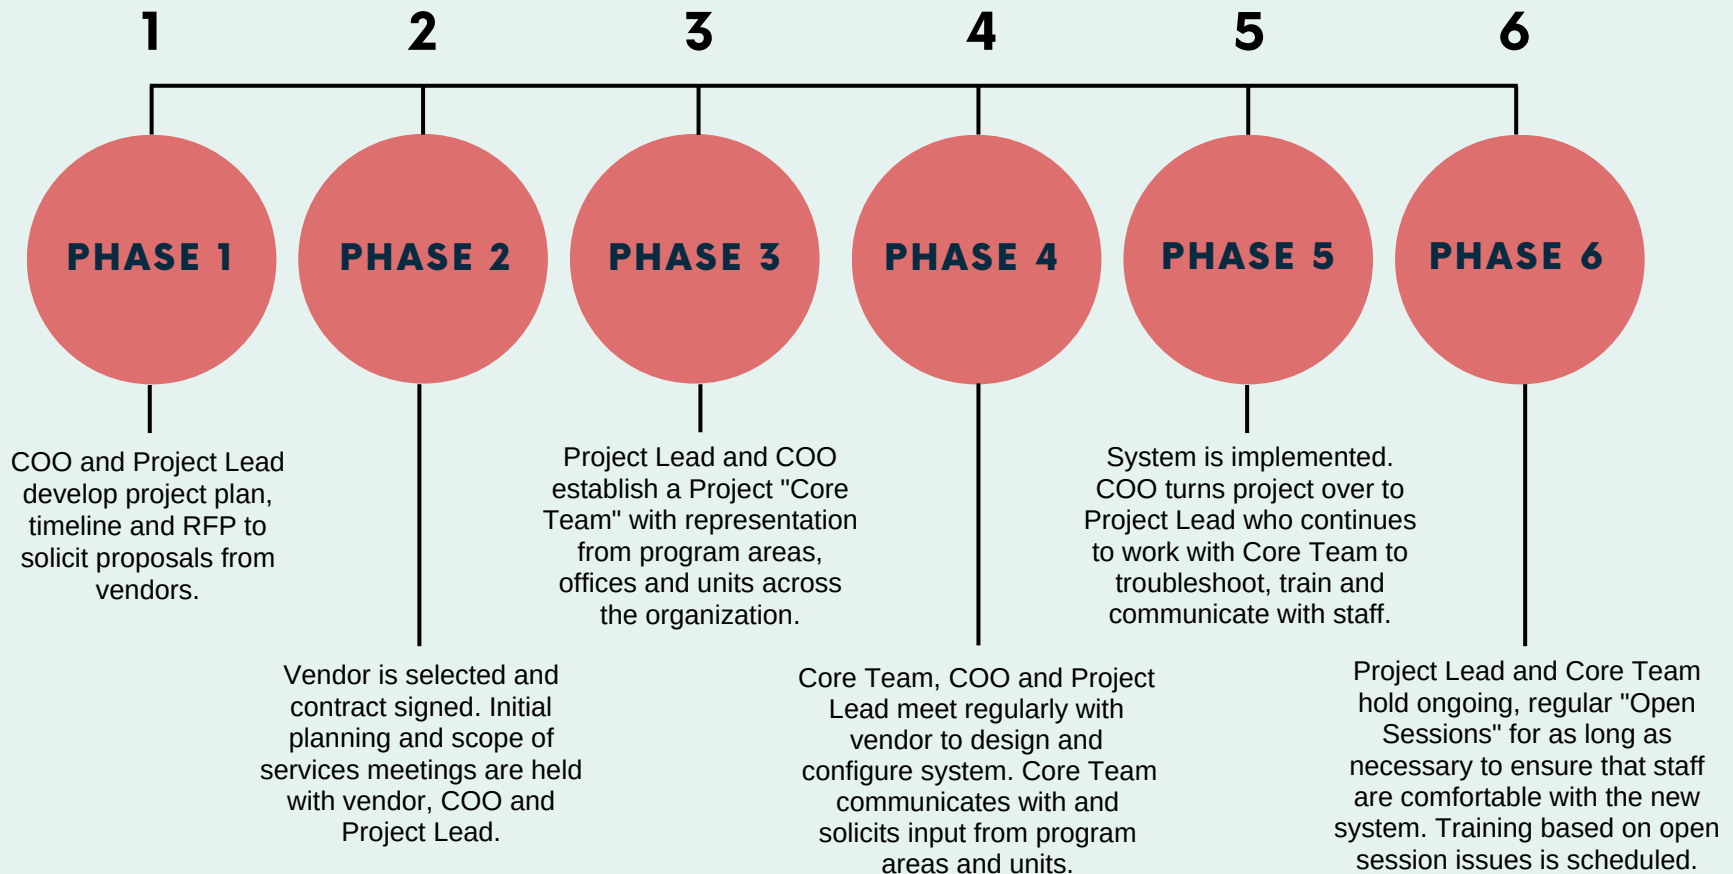 1
2
3
4
5
6
PHASE 1
PHASE 2
PHASE 3
PHASE 4
PHASE 5
PHASE 6
COO and Project Lead
develop project plan,
timeline and RFP to
solicit proposals from
vendors.
Vendor is selected and
contract signed. Initial
planning and scope of
services meetings are held
with vendor, COO and
Project Lead.
Project Lead and COO
establish a Project "Core
Team" with representation
from program areas,
offices and units across
the organization.
Core Team, COO and Project
Lead meet regularly with
vendor to design and
configure system. Core Team
communicates with and
solicits input from program
areas and units.
System is implemented.
COO turns project over to
Project Lead who continues
to work with Core Team to
troubleshoot, train and
communicate with staff.
Project Lead and Core Team
hold ongoing, regular "Open
Sessions" for as long as
necessary to ensure that staff
are comfortable with the new
system. Training based on open
session issues is scheduled.